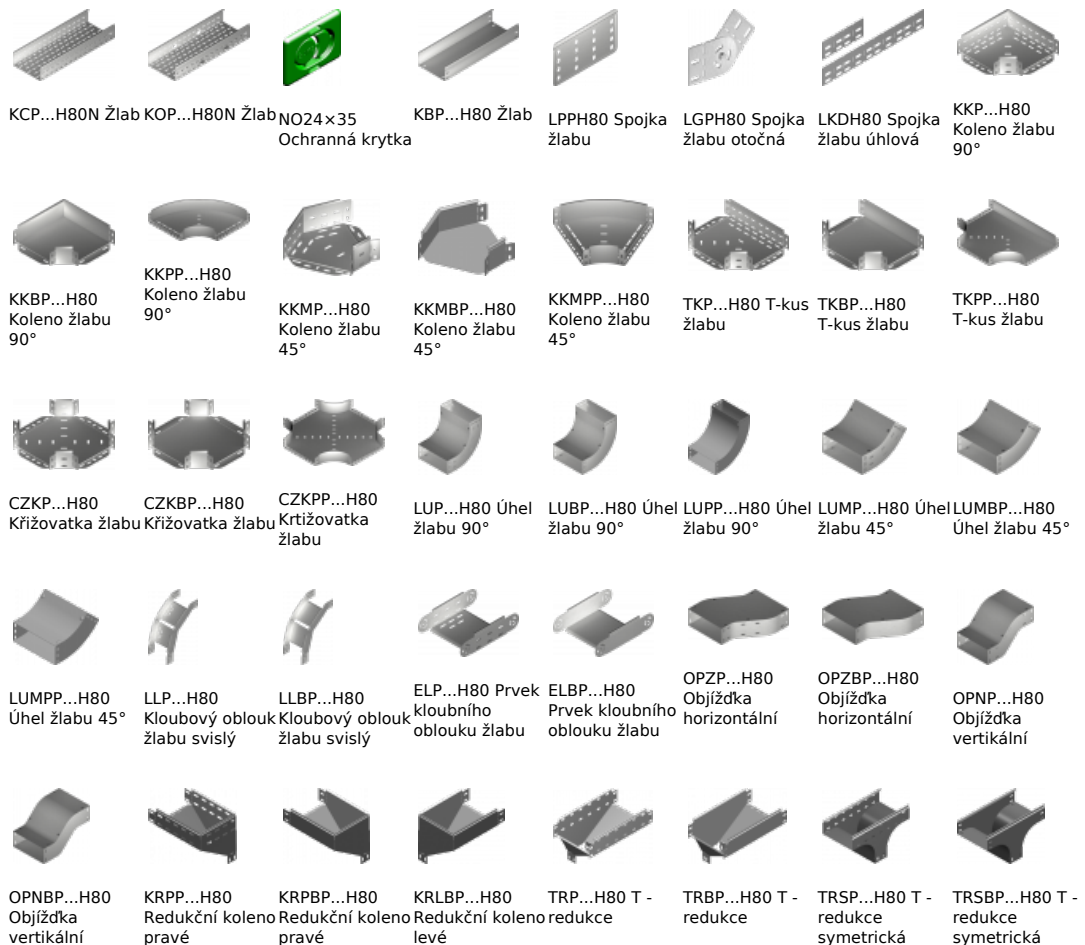 KCP...H80N Žlab
KOP...H80N Žlab
NO24×35
Ochranná krytka
KBP...H80 Žlab
LPPH80 Spojka
žlabu
LGPH80 Spojka
žlabu otočná
LKDH80 Spojka
žlabu úhlová
KKP...H80
Koleno žlabu
90°
KKBP...H80
Koleno žlabu
90°
KKPP...H80
Koleno žlabu
90°
KKMP...H80
Koleno žlabu
45°
KKMBP...H80
Koleno žlabu
45°
KKMPP...H80
Koleno žlabu
45°
TKP...H80 T-kus
žlabu
TKBP...H80
T-kus žlabu
TKPP...H80
T-kus žlabu
CZKP...H80
Křižovatka žlabu
CZKBP...H80
Křižovatka žlabu
CZKPP...H80
Krtižovatka
žlabu
LUP...H80 Úhel
žlabu 90°
LUBP...H80 Úhel
žlabu 90°
LUPP...H80 Úhel
žlabu 90°
LUMP...H80 Úhel
žlabu 45°
LUMBP...H80
Úhel žlabu 45°
LUMPP...H80
Úhel žlabu 45°
LLP...H80
Kloubový oblouk
žlabu svislý
LLBP...H80
Kloubový oblouk
žlabu svislý
ELP...H80 Prvek
kloubního
oblouku žlabu
ELBP...H80
Prvek kloubního
oblouku žlabu
OPZP...H80
Objížďka
horizontální
OPZBP...H80
Objížďka
horizontální
OPNP...H80
Objížďka
vertikální
OPNBP...H80
Objížďka
vertikální
KRPP...H80
Redukční koleno
pravé
KRPBP...H80
Redukční koleno
pravé
KRLBP...H80
Redukční koleno
levé
TRP...H80 T -
redukce
TRBP...H80 T -
redukce
TRSP...H80 T -
redukce
symetrická
TRSBP...H80 T -
redukce
symetrická